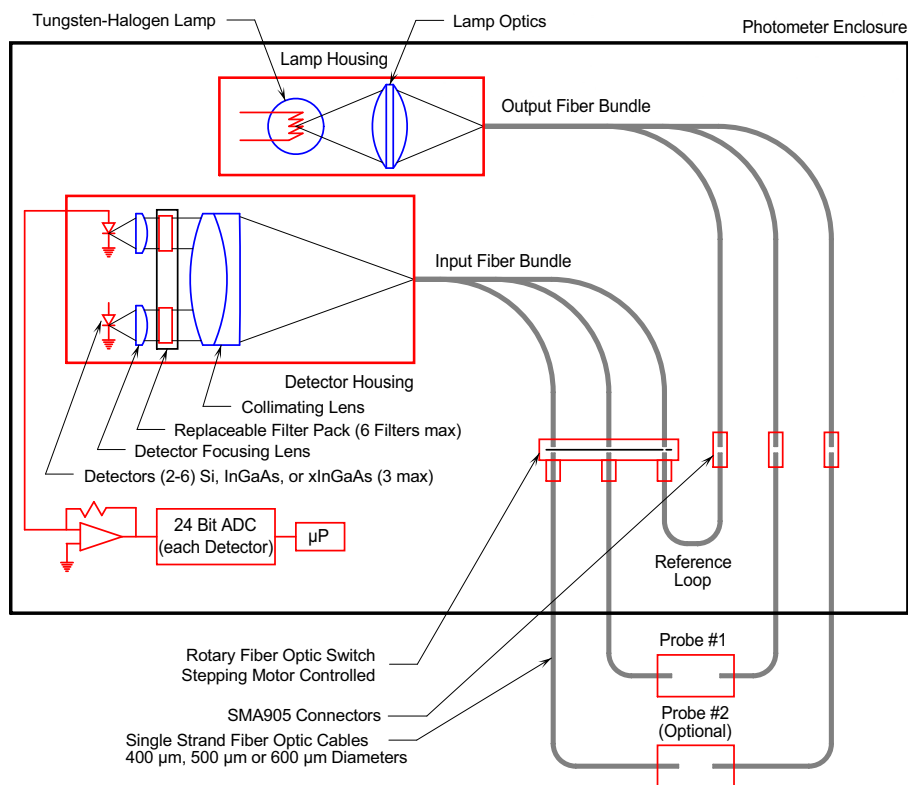 Tungsten-Halogen Lamp
Lamp Optics
Photometer Enclosure
Lamp Housing
Output Fiber Bundle
Input Fiber Bundle
Detector Housing
Collimating Lens
Replaceable Filter Pack (6 Filters max)
Detector Focusing Lens
Detectors (2-6) Si, InGaAs, or xInGaAs (3 max)
24 Bit ADC
(each Detector)
µP
Reference
Loop
Rotary Fiber Optic Switch
Stepping Motor Controlled
Probe #1
SMA905 Connectors
Probe #2
(Optional)
Single Strand Fiber Optic Cables
400 µm, 500 µm or 600 µm Diameters